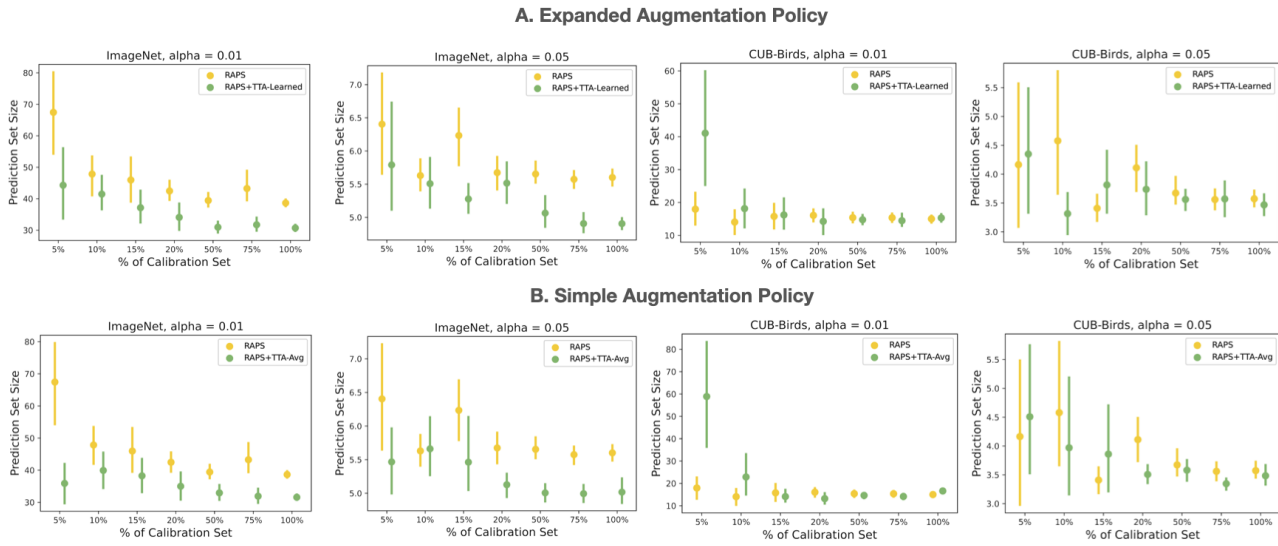 A. Expanded Augmentation Policy
ImageNet, alpha = 0.01
Prediction Set Size
80
70
60
50
40
30
RAPS
RAPS+TTA-Learned
5% 10% 15% 20% 50% 75% 100%
% of Calibration Set
ImageNet, alpha = 0.05
Prediction Set Size
7.0
6.5
6.0
5.5
5.0
RAPS
RAPS+TTA-Learned
5% 10% 15% 20% 50% 75% 100%
% of Calibration Set
CUB-Birds, alpha = 0.01
Prediction Set Size
60
50
40
30
20
10
RAPS
RAPS+TTA-Learned
5% 10% 15% 20% 50% 75% 100%
% of Calibration Set
CUB-Birds, alpha = 0.05
Prediction Set Size
5.5
5.0
4.5
4.0
3.5
3.0
RAPS
RAPS+TTA-Learned
5% 10% 15% 20% 50% 75% 100%
% of Calibration Set
B. Simple Augmentation Policy
ImageNet, alpha = 0.01
Prediction Set Size
80
70
60
50
40
30
RAPS
RAPS+TTA-Avg
5% 10% 15% 20% 50% 75% 100%
% of Calibration Set
ImageNet, alpha = 0.05
Prediction Set Size
7.0
6.5
6.0
5.5
5.0
RAPS
RAPS+TTA-Avg
5% 10% 15% 20% 50% 75% 100%
% of Calibration Set
CUB-Birds, alpha = 0.01
Prediction Set Size
80
70
60
50
40
30
20
10
RAPS
RAPS+TTA-Avg
5% 10% 15% 20% 50% 75% 100%
% of Calibration Set
CUB-Birds, alpha = 0.05
Prediction Set Size
5.5
5.0
4.5
4.0
3.5
3.0
RAPS
RAPS+TTA-Avg
5% 10% 15% 20% 50% 75% 100%
% of Calibration Set